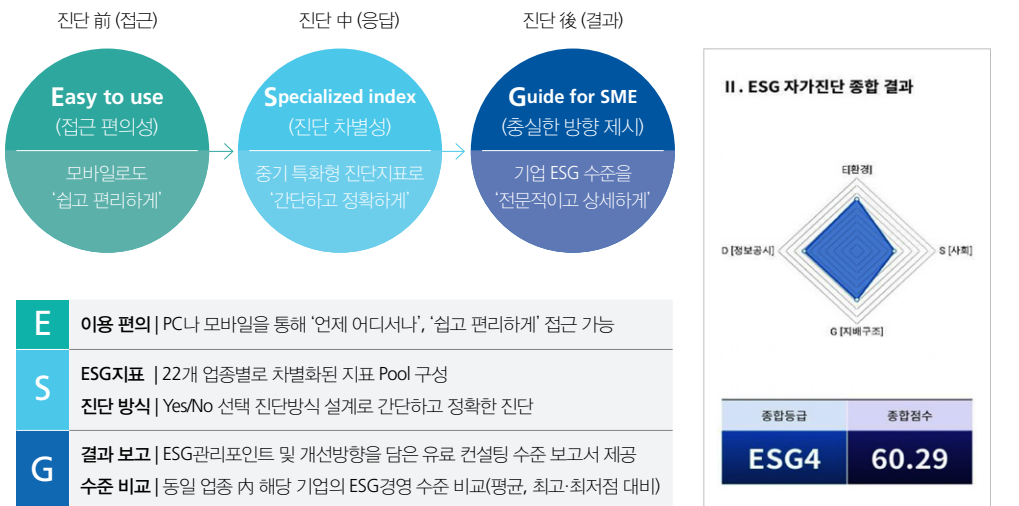 진단 前 (접근)
진단 中 (응답)
진단 後 (결과)
Easy to use
(접근 편의성)
모바일로도
‘쉽고 편리하게’
Specialized index
(진단 차별성)
중기 특화형 진단지표로
‘간단하고 정확하게’
Guide for SME
(충실한 방향 제시)
기업 ESG 수준을
‘전문적이고 상세하게’
E
이용 편의 | PC나 모바일을 통해 ‘언제 어디서나’, ‘쉽고 편리하게’ 접근 가능
S
ESG지표 | 22개 업종별로 차별화된 지표 Pool 구성
진단 방식 | Yes/No 선택 진단방식 설계로 간단하고 정확한 진단
G
결과 보고 | ESG관리포인트 및 개선방향을 담은 유료 컨설팅 수준 보고서 제공
수준 비교 | 동일 업종 內 해당 기업의 ESG경영 수준 비교(평균, 최고·최저점 대비)
II. ESG 자가진단 종합 결과
E[환경]
D [정보공시]
S [사회]
G [지배구조]
종합등급
종합점수
ESG4
60.29